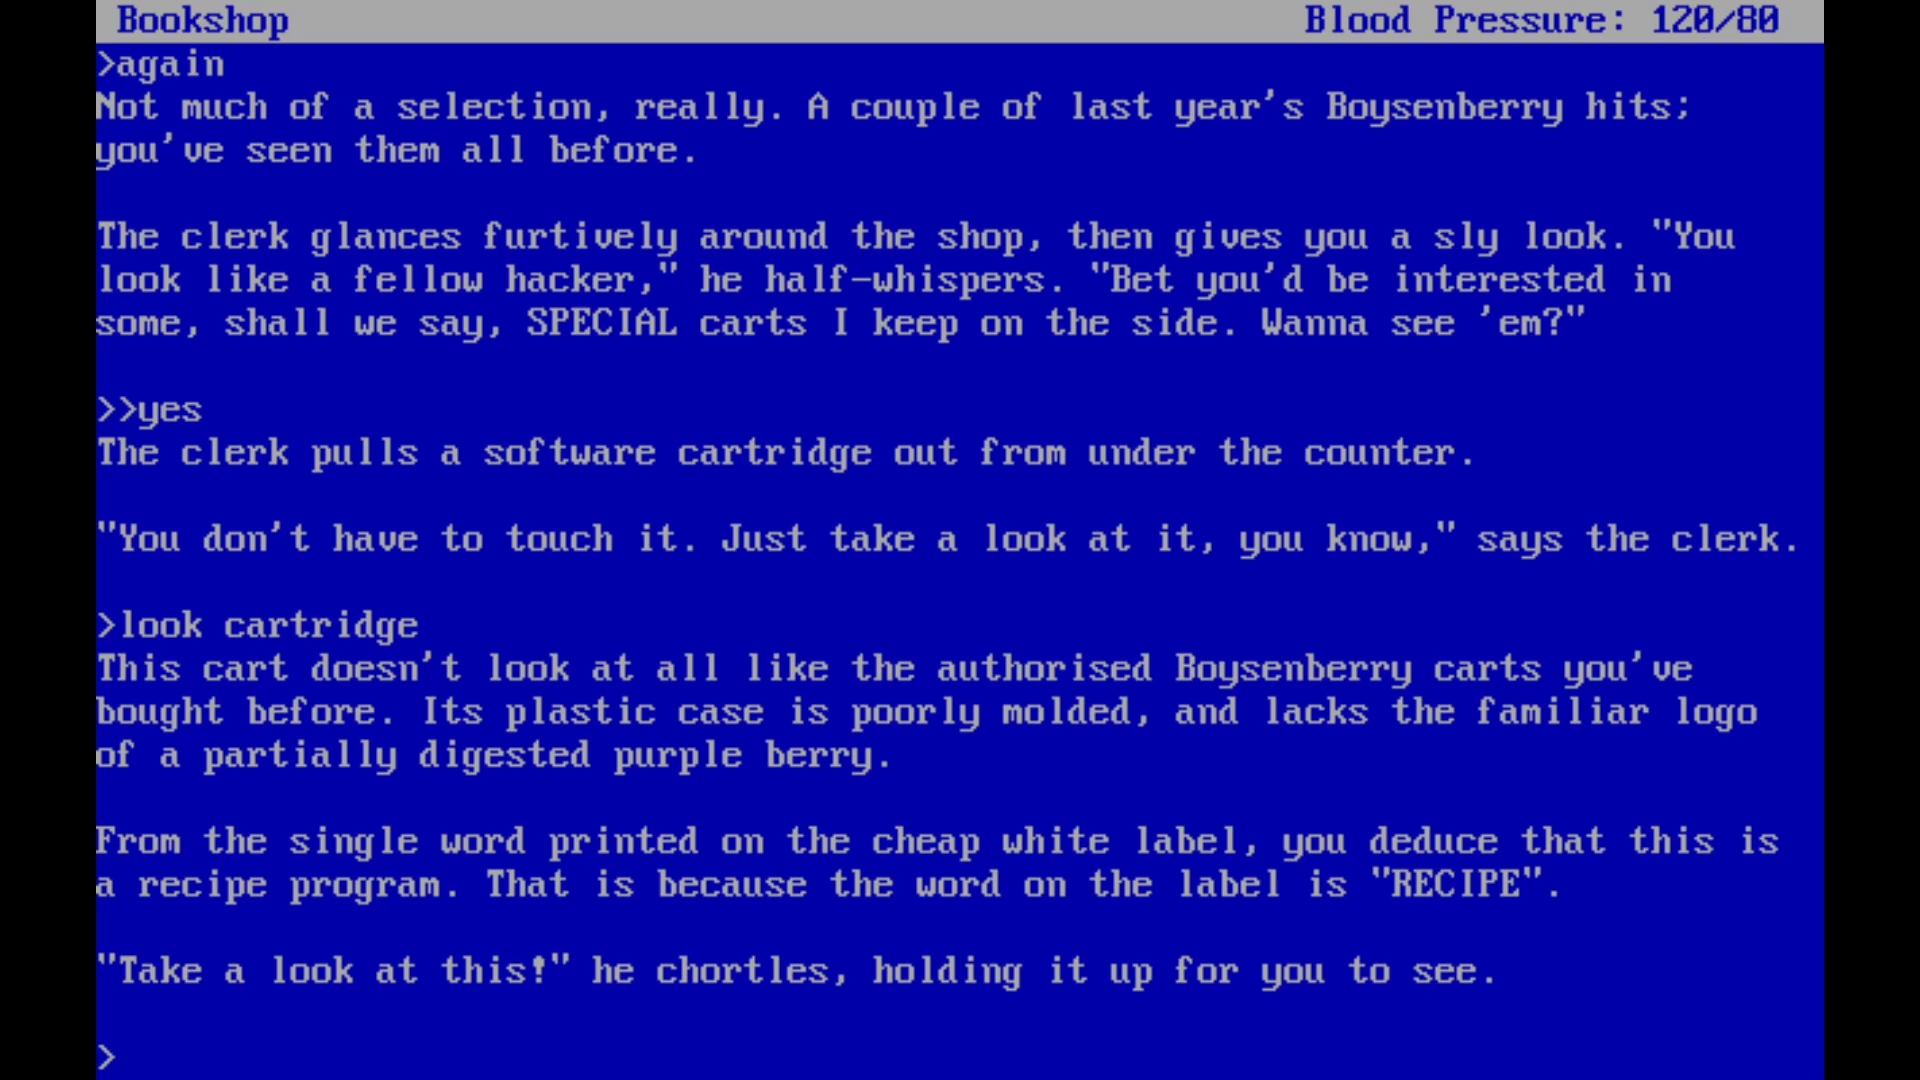 Bookshop Blood Pressure: 120/80
>again
Not much of a selection, really. A couple of last year's Boysenberry hits;
you've seen them all before.
The clerk glances furtively around the shop, then gives you a sly look. "You
look like a fellow hacker," he half-whispers. "Bet you'd be interested in
some, shall we say, SPECIAL carts I keep on the side. Wanna see 'em?"
>>yes
The clerk pulls a software cartridge out from under the counter.
"You don't have to touch it. Just take a look at it, you know," says the clerk.
>look cartridge
This cart doesn't look at all like the authorised Boysenberry carts you've
bought before. Its plastic case is poorly molded, and lacks the familiar logo
of a partially digested purple berry.
From the single word printed on the cheap white label, you deduce that this is
a recipe program. That is because the word on the label is "RECIPE".
"Take a look at this!" he chortles, holding it up for you to see.
>